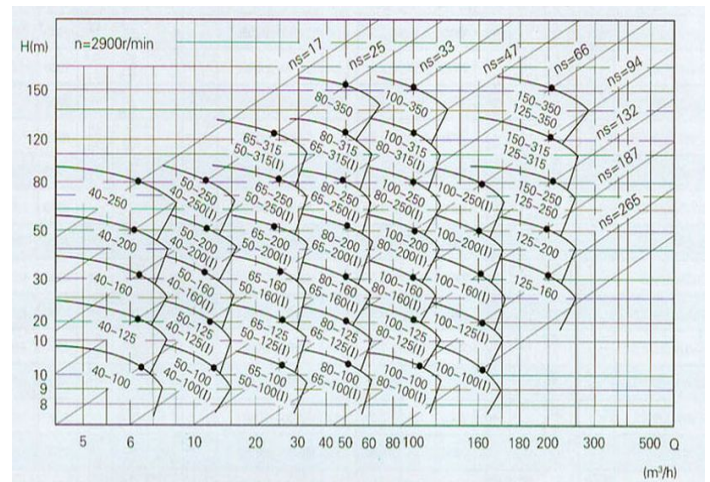 H(m)
n=2900r/min
ns=17
ns=25
ns=33
ns=47
ns=66
ns=94
ns=132
ns=187
ns=265
150
120
80
50
30
20
10
10
9
8
80-350
100-350
150-350
125-350
65-315
50-315(I)
80-315
65-315(I)
100-315
80-315(I)
150-315
125-315
40-250
50-250
40-250(I)
65-250
50-250(I)
80-250
65-250(I)
100-250
80-250(I)
100-250(I)
150-250
125-250
40-200
50-200
40-200(I)
65-200
50-200(I)
80-200
65-200(I)
100-200
80-200(I)
100-200(I)
125-200
40-160
50-160
40-160(I)
65-160
50-160(I)
80-160
65-160(I)
100-160
80-160(I)
100-160(I)
125-160
40-125
50-125
40-125(I)
65-125
50-125(I)
80-125
65-125(I)
100-125
80-125(I)
100-125(I)
40-100
50-100
40-100(I)
65-100
50-100(I)
80-100
65-100(I)
100-100
80-100(I)
100-100(I)
5 6 10 20 30 40 50 60 80 100 160 180 200 300 500 Q
(m³/h)